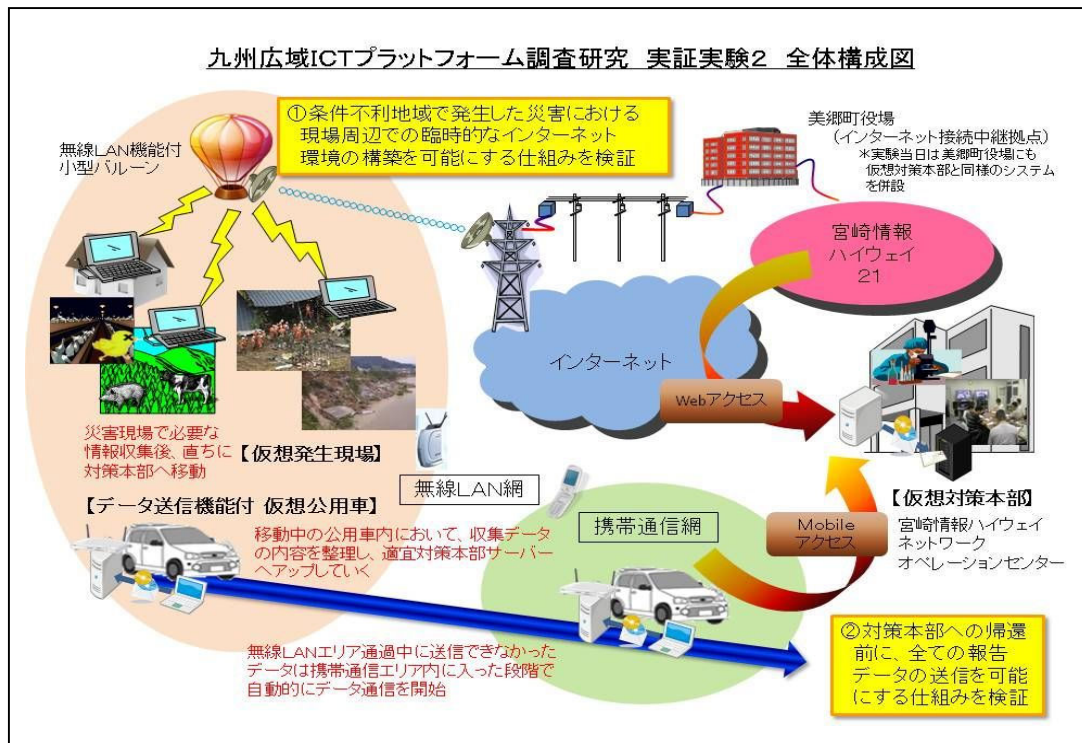 九州広域ICTプラットフォーム調査研究 実証実験2 全体構成図
①条件不利地域で発生した災害における
現場周辺での臨時的なインターネット
環境の構築を可能にする仕組みを検証
無線LAN機能付
小型バルーン
美郷町役場
(インターネット接続中継拠点)
*実験当日は美郷町役場にも
仮想対策本部と同様のシステム
を併設
宮崎情報
ハイウェイ
21
インターネット
Webアクセス
災害現場で必要な
情報収集後、直ちに
対策本部へ移動
【仮想発生現場】
無線LAN網
【データ送信機能付 仮想公用車】
移動中の公用車内において、収集データ
の内容を整理し、適宜対策本部サーバー
へアップしていく
携帯通信網
Mobile
アクセス
【仮想対策本部】
宮崎情報ハイウェイ
ネットワーク
オペレーションセンター
無線LANエリア通過中に送信できなかった
データは携帯通信エリア内に入った段階で
自動的にデータ通信を開始
②対策本部への帰還
前に、全ての報告
データの送信を可能
にする仕組みを検証